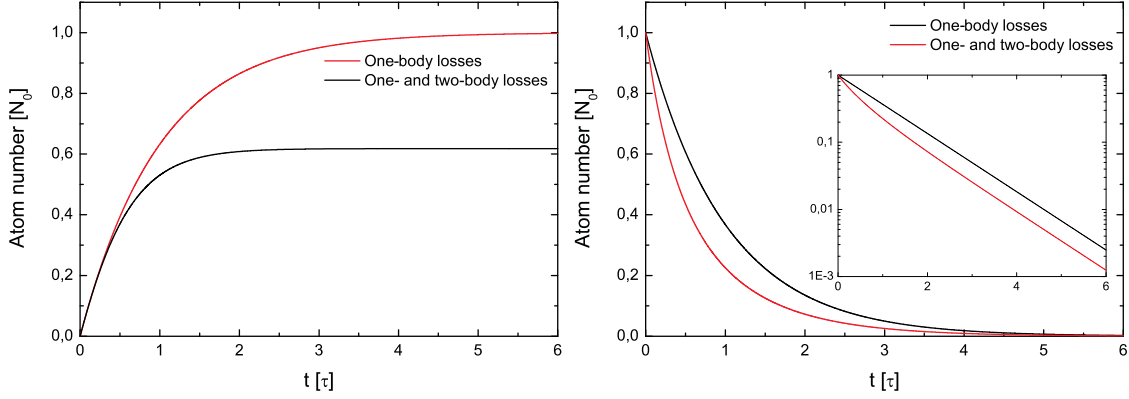 1,0
0,8
0,6
0,4
0,2
0,0
Atom number [N0]
One-body losses
One- and two-body losses
0 1 2 3 4 5 6
t [τ]
1,0
0,8
0,6
0,4
0,2
0,0
Atom number [N0]
One-body losses
One- and two-body losses
1
0,1
0,01
1E-3
0 2 4 6
0 1 2 3 4 5 6
t [τ]